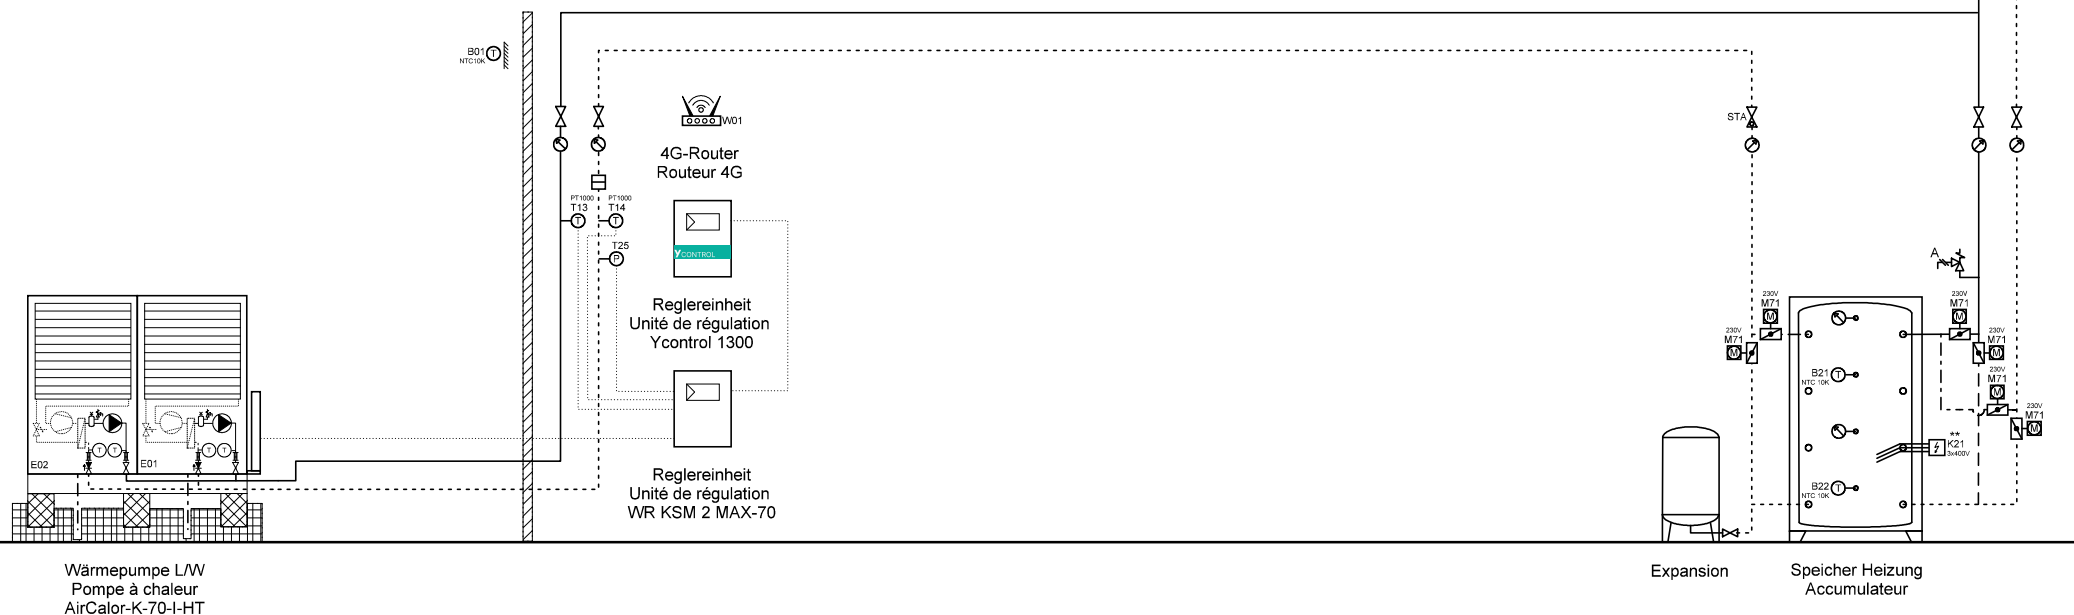 B01
NTC10K
W01
4G-Router
Routeur 4G
STA
PT1000
T13
PT1000
T14
T
T
T
T25
P
YCONTROL
Reglereinheit
Unité de régulation
Ycontrol 1300
A
230V
M71
M
230V
M71
M
230V
M71
M
230V
M71
M
230V
M71
M
230V
M71
M
B21
NTC 10K
T
**
K21
3x400V
B22
NTC 10K
T
T
T
T
T
E02
E01
Reglereinheit
Unité de régulation
WR KSM 2 MAX-70
Wärmepumpe L/W
Pompe à chaleur
AirCalor-K-70-I-HT
Expansion
Speicher Heizung
Accumulateur